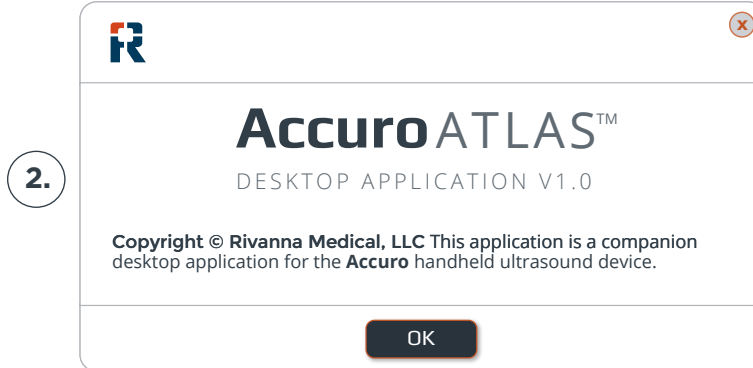 X
AccuroATLAS™
DESKTOP APPLICATION V1.0
2.
Copyright © Rivanna Medical, LLC This application is a companion
desktop application for the Accuro handheld ultrasound device.
OK